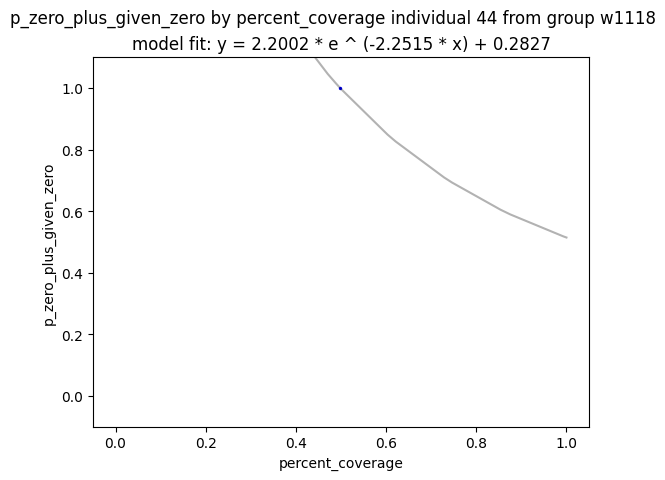 p_zero_plus_given_zero by percent_coverage individual 44 from group w1118
model fit: y = 2.2002 * e ^ (-2.2515 * x) + 0.2827
p_zero_plus_given_zero
1.0
0.8
0.6
0.4
0.2
0.0
0.0 0.2 0.4 0.6 0.8 1.0
percent_coverage